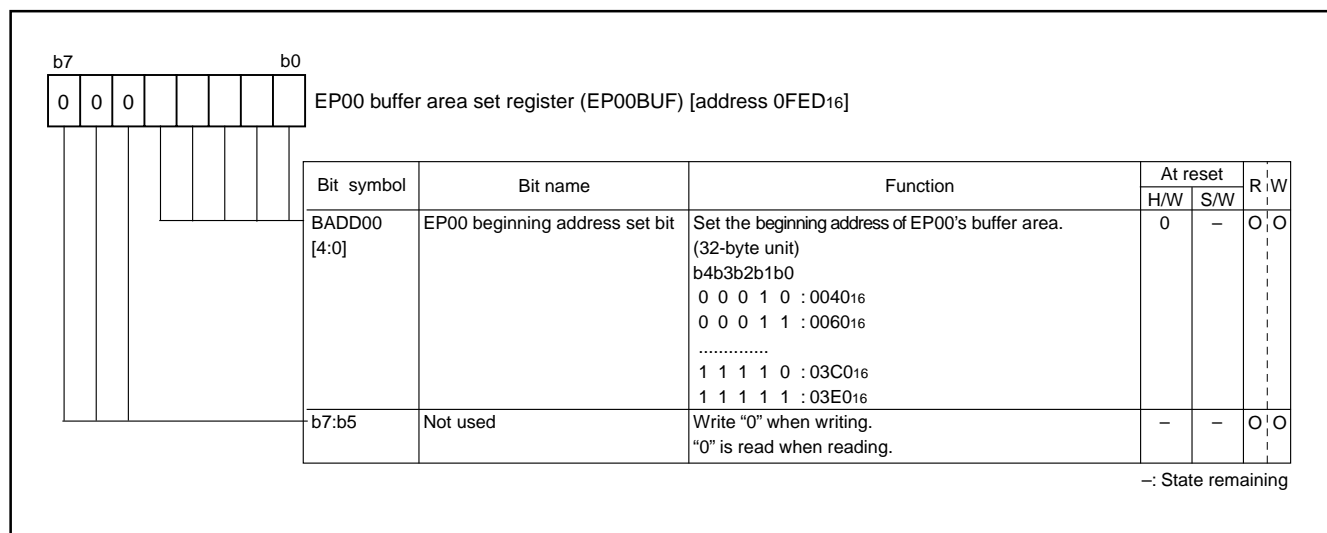 b7 b0
0 0 0
EP00 buffer area set register (EP00BUF) [address 0FED16]
Bit symbol Bit name Function At reset R W
H/W S/W
BADD00 EP00 beginning address set bit Set the beginning address of EP00's buffer area. 0 – O O
[4:0] (32-byte unit)
b4b3b2b1b0
0 0 0 1 0 : 004016
0 0 0 1 1 : 006016
..............
1 1 1 1 0 : 03C016
1 1 1 1 1 : 03E016
b7:b5 Not used Write “0” when writing. – – O O
“0” is read when reading.
–: State remaining